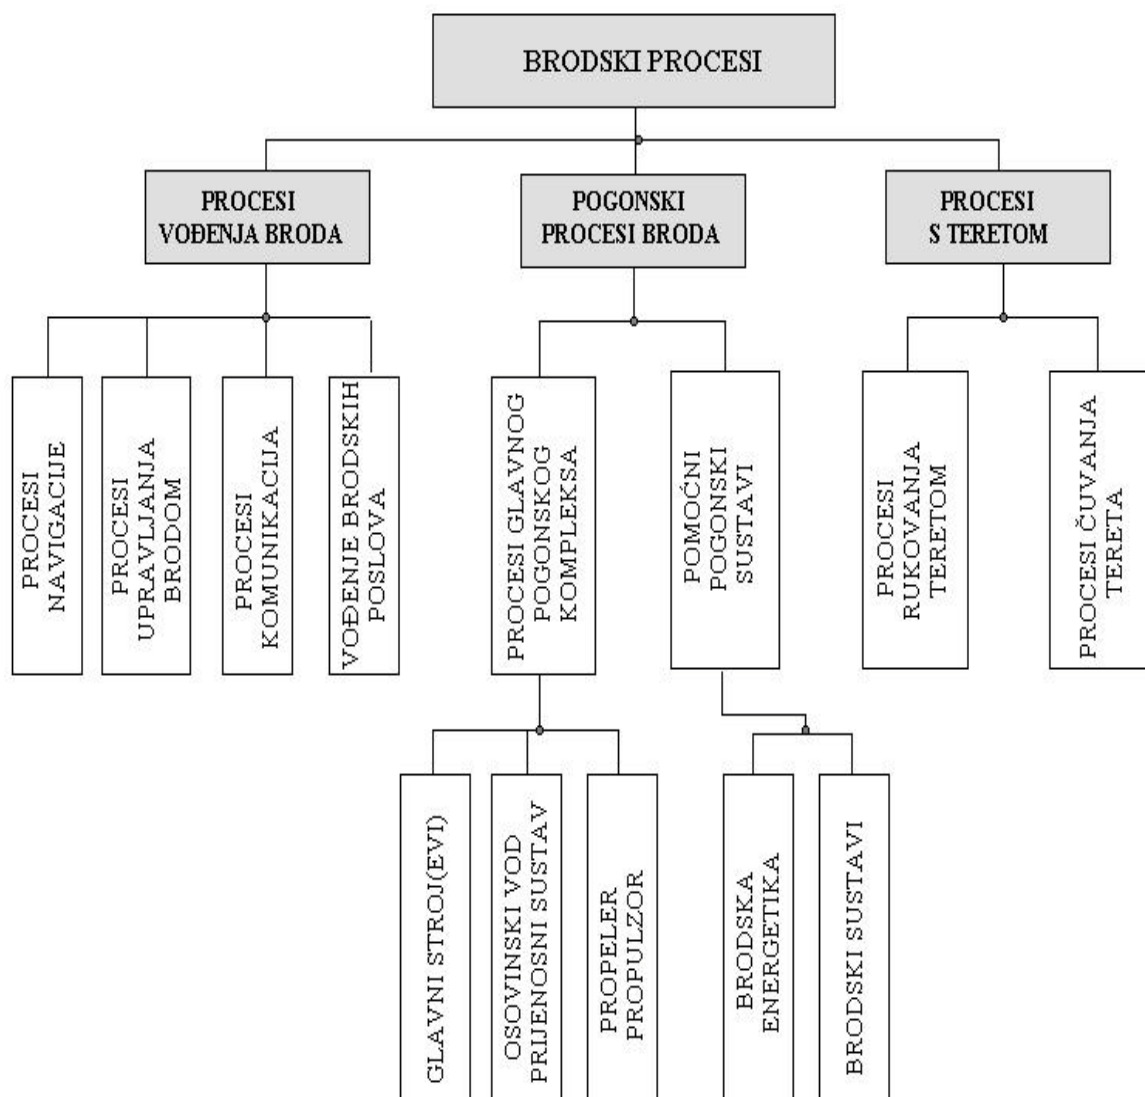 BRODSKI PROCESI
PROCESI
VOĐENJA BRODA
POGONSKI
PROCESI BRODA
PROCESI
S TERETOM
PROCESI
NAVIGACIJE
PROCESI
UPRAVLJANJA
BRODOM
PROCESI
KOMUNIKACIJA
VOĐENJE BRODSKIH
POSLOVA
PROCESI GLAVNOG
POGONSKOG
KOMPLEKSA
POMOĆNI
POGONSKI
SUSTAVI
PROCESI
RUKOVANJA
TERETOM
PROCESI ČUVANJA
TERETA
GLAVNI STROJ(EVI)
OSOVINSKI VOD
PRIJENOSNI SUSTAV
PROPELER
PROPULZOR
BRODSKA
ENERGETIKA
BRODSKI SUSTAVI